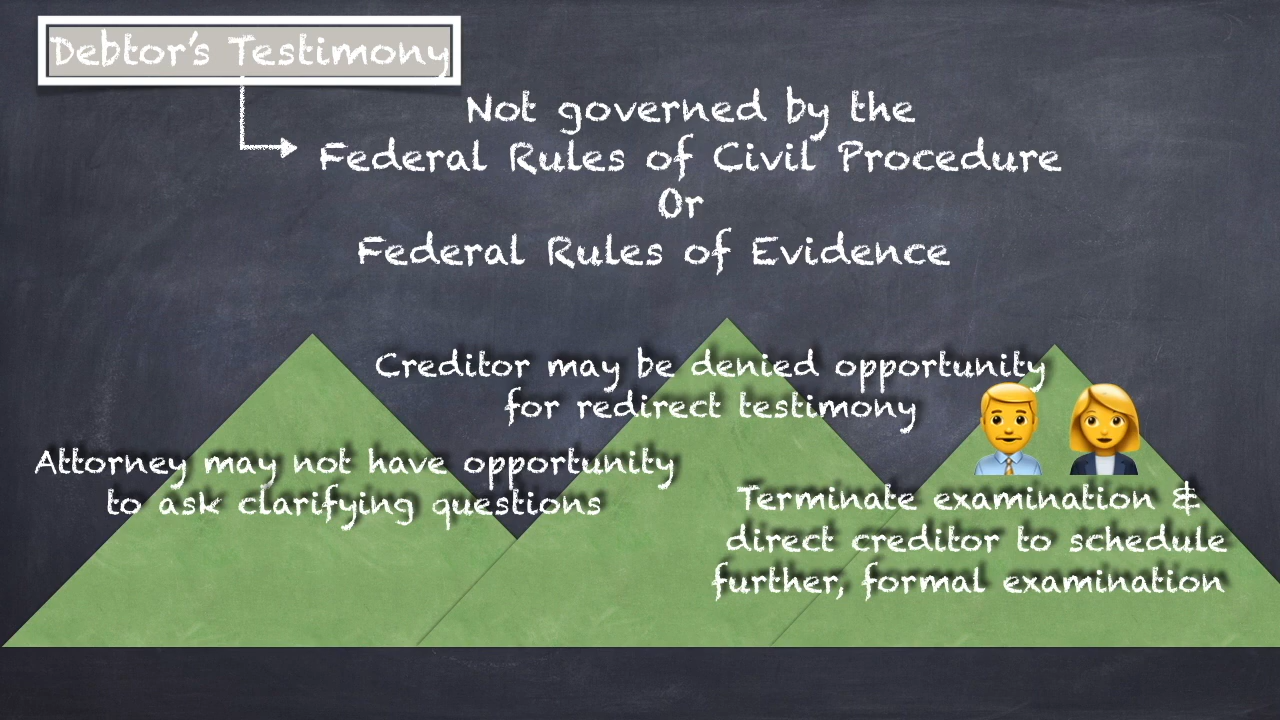 Debtor's Testimony
Not governed by the
Federal Rules of Civil Procedure
Or
Federal Rules of Evidence
Creditor may be denied opportunity
for redirect testimony
Attorney may not have opportunity
to ask clarifying questions
Terminate examination &
direct creditor to schedule
further, formal examination